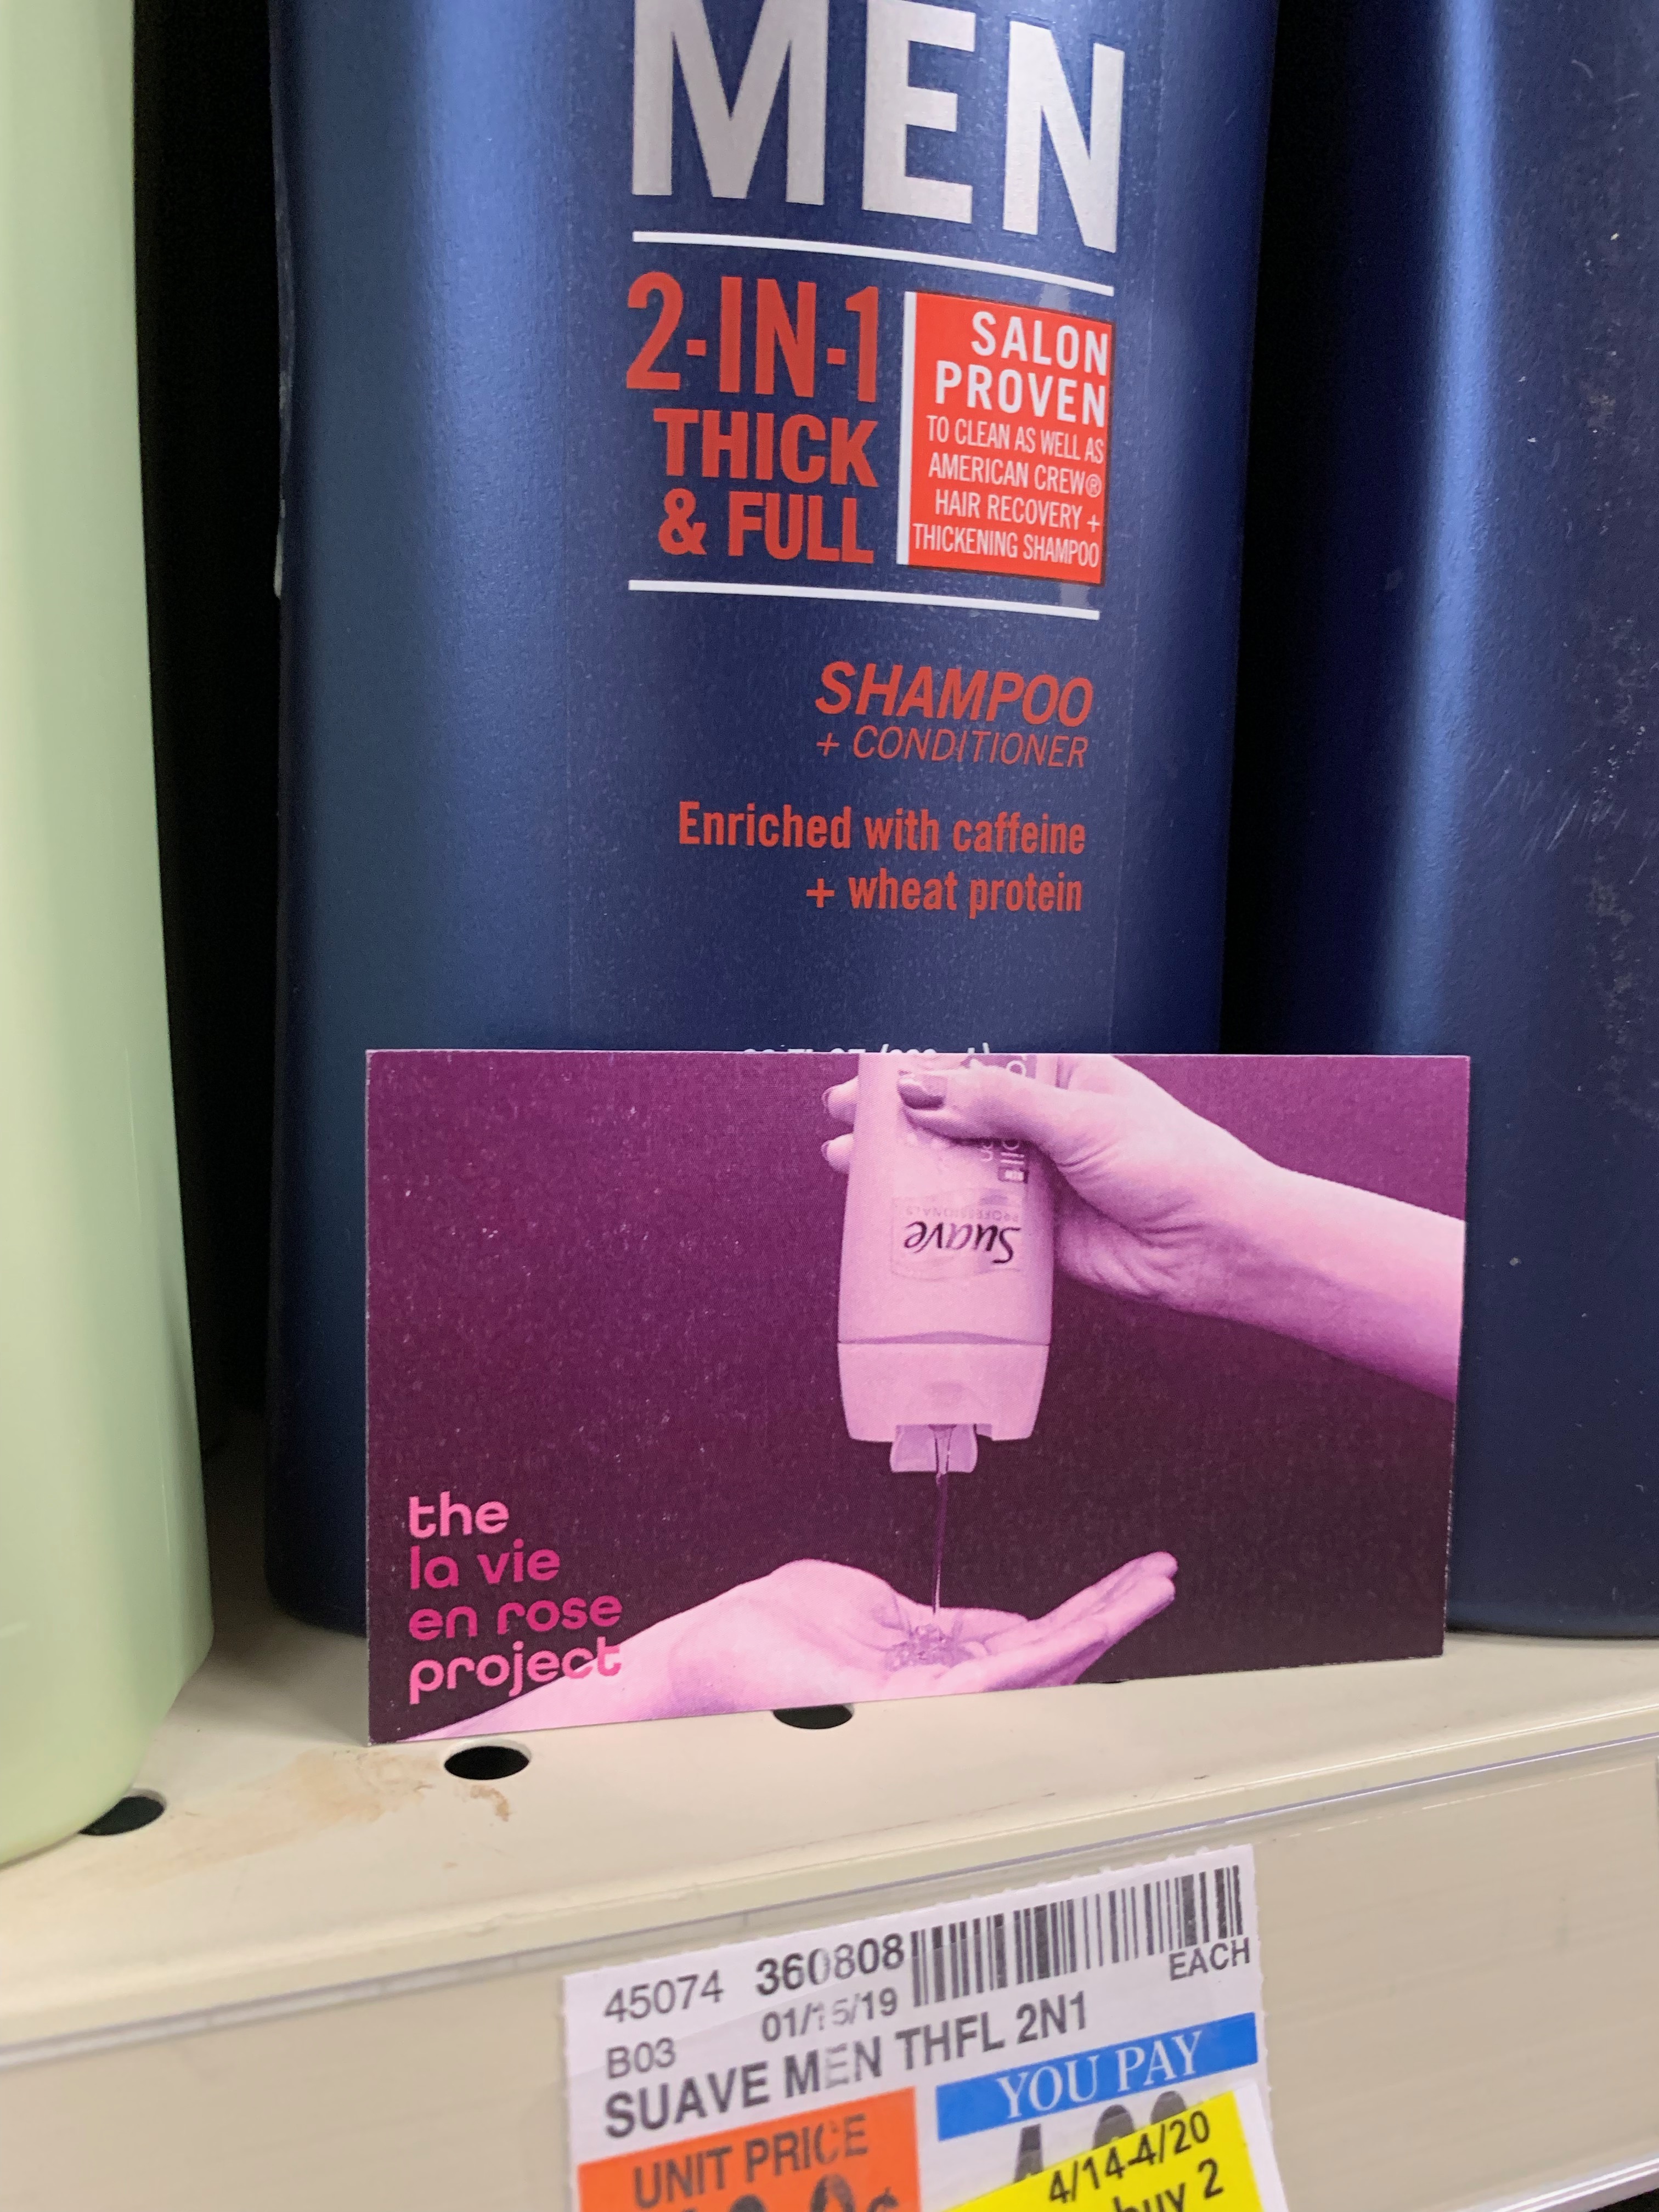 MEN
2-IN-1
THICK
& FULL
SALON
PROVEN
TO CLEAN AS WELL AS
AMERICAN CREW®
HAIR RECOVERY +
THICKENING SHAMPOO
SHAMPOO
+ CONDITIONER
Enriched with caffeine
+ wheat protein
Suave
PROFESSIONALS
the
la vie
en rose
project
45074 360808
EACH
B03 01/15/19
SUAVE MEN THFL 2N1
UNIT PRICE
YOU PAY
4/14-4/20
buy 2